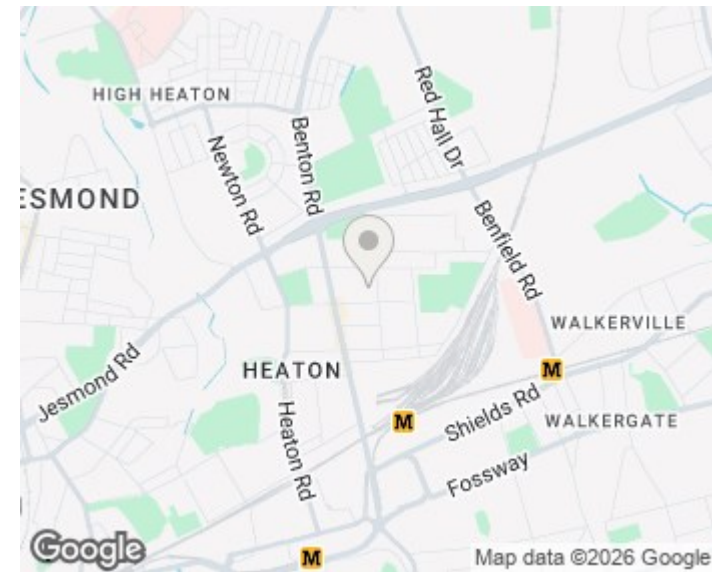 HIGH HEATON
Red Hall Dr
Benton Rd
Newton Rd
ESMOND
Benfield Rd
WALKERVILLE
Jesmond Rd
HEATON
M
Heaton Rd
M
Shields Rd
WALKERGATE
Fossway
M
Google
Map data ©2026 Google